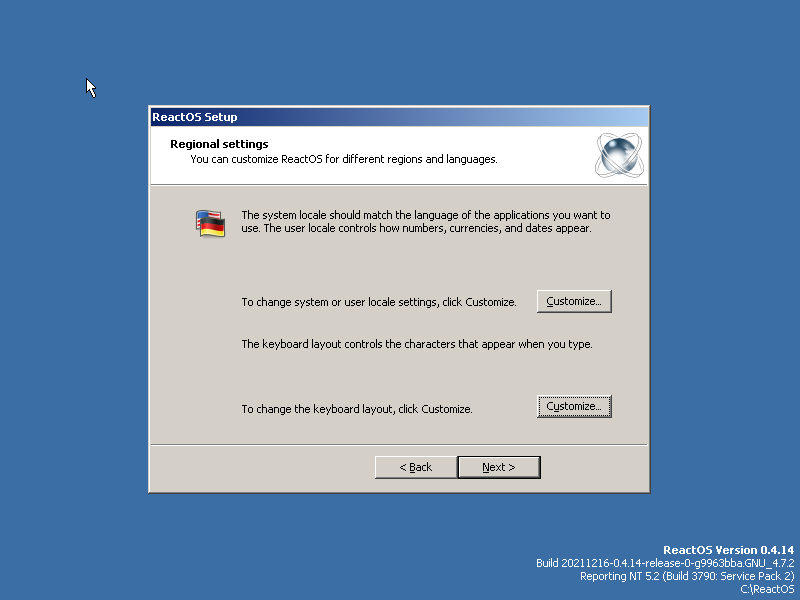 ReactOS Setup
Regional settings
You can customize ReactOS for different regions and languages.
The system locale should match the language of the applications you want to
use. The user locale controls how numbers, currencies, and dates appear.
To change system or user locale settings, click Customize.
Customize...
The keyboard layout controls the characters that appear when you type.
To change the keyboard layout, click Customize.
Customize...
< Back
Next >
ReactOS Version 0.4.14
Build 20211216-0.4.14-release-0-g9963bba.GNU_4.7.2
Reporting NT 5.2 (Build 3790: Service Pack 2)
C:\ReactOS